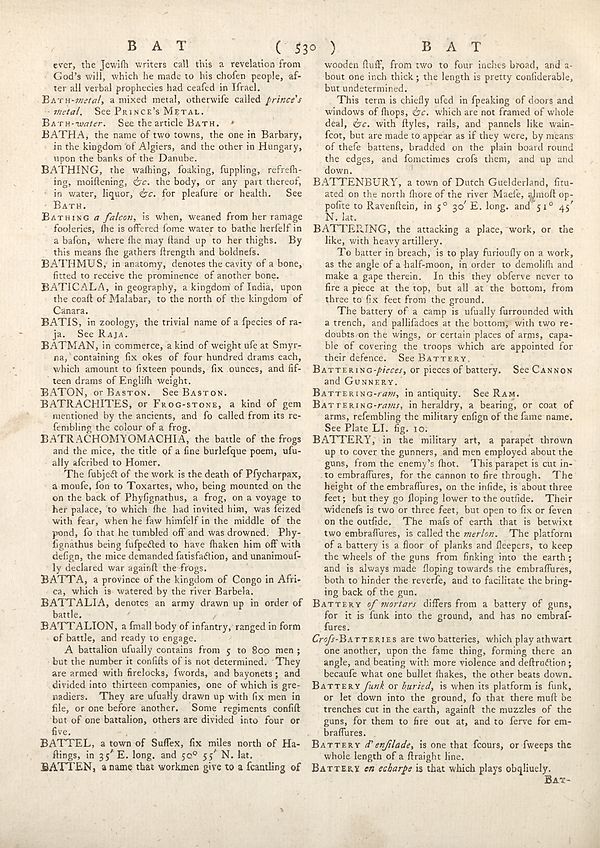 B A T ( 530 ) B A T
ever, the Jewiſh writers call this a revelation from
God's will, which he made to his choſen people, af-
ter all verbal prophecies had ceaſed in Iſrael.
BATH-metal, a mixed metal, otherwiſe called prince's
metal. See PRINCE'S METAL.
BATH-water. See the article BATH.
BATHA, the name of two towns, the one in Barbary,
in the kingdom of Algiers, and the other in Hungary,
upon the banks of the Danube.
BATHING, the waſhing, ſoaking, ſuppling, refreſh-
ing, moiſtening, &c. the body, or any part thereof,
in water, liquor, &c. for pleaſure or health. See
BATH.
BATHING a falcon, is when, weaned from her ramage
fooleries, ſhe is offered ſome water to bathe herſelf in
a baſon, where ſhe may ſtand up to her thighs. By
this means ſhe gathers ſtrength and boldneſs.
BATHMUS, in anatomy, denotes the cavity of a bone,
fitted to receive the prominence of another bone.
BATICALA, in geography, a kingdom of India, upon
the coaſt of Malabar, to the north of the kingdom of
Canara.
BATIS, in zoology, the trivial name of a ſpecies of ra-
ja. See RAJA.
BATMAN, in commerce, a kind of weight uſe at Smyr-
na, containing ſix okes of four hundred drams each,
which amount to ſixteen pounds, ſix ounces, and fif-
teen drams of Engliſh weight.
BATON, or BASTON. See BASTON.
BATRACHITES, or FROG-STONE, a kind of gem
mentioned by the ancients, and ſo called from its re-
ſembling the colour of a frog.
BATRACHOMYOMACHIA, the battle of the frogs
and the mice, the title of a fine burleſque poem, uſu-
ally aſcribed to Homer.
The ſubject of the work is the death of Pſycharpax,
a mouſe, ſon to Toxartes, who, being mounted on the
on the back of Phyſignathus, a frog, on a voyage to
her palace, to which ſhe had invited him, was ſeized
with fear, when he ſaw himſelf in the middle of the
pond, ſo that he tumbled off and was drowned. Phy-
ſignathus being ſuſpected to have ſhaken him off with
deſign, the mice demanded ſatisfaction, and unanimouſ-
ly declared war againſt the frogs.
BATTA, a province of the kingdom of Congo in Afri-
ca, which is watered by the river Barbela.
BATTALIA, denotes an army drawn up in order of
battle.
BATTALION, a ſmall body of infantry, ranged in form
of battle, and ready to engage.
A battalion uſually contains from 5 to 800 men;
but the number it conſiſts of is not determined. They
are armed with firelocks, ſwords, and bayonets; and
divided into thirteen companies, one of which is gre-
nadiers. They are uſually drawn up with ſix men in
file, or one before another. Some regiments conſiſt
but of one battalion, others are divided into four or
five.
BATTEL, a town of Suſſex, ſix miles north of Ha-
ſtings, in 35′ E. long. and 50° 55′ N. lat.
BATTEN, a name that workmen give to a ſcantling of
wooden ſtuff, from two to four inches broad, and a-
bout one inch thick; the length is pretty conſiderable,
but undetermined.
This term is chiefly uſed in ſpeaking of doors and
windows of ſhops, &c. which are not framed of whole
deal, &c. with ſtyles, rails, and pannels like wain-
ſcot, but are made to appear as if they were, by means
of theſe battens, bradded on the plain board round
the edges, and ſometimes croſs them, and up and
down.
BATTENBURY, a town of Dutch Guelderland, ſitu-
ated on the north ſhore of the river Maeſe, almoſt op-
poſite to Ravenſtein, in 5° 30′ E. long. and 51° 45′
N. lat.
BATTERING, the attacking a place, work, or the
like, with heavy artillery.
To batter in breach, is to play furiouſly on a work,
as the angle of a half-moon, in order to demoliſh and
make a gape therein. In this they obſerve never to
fire a piece at the top, but all at the bottom, from
three to ſix feet from the ground.
The battery of a camp is uſually ſurrounded with
a trench, and palliſadoes at the bottom, with two re-
doubts on the wings, or certain places of arms, capa-
ble of covering the troops which are appointed for
their defence. See BATTERY.
BATTERING-pieces, or pieces of battery. See CANNON
and GUNNERY.
BATTERING-ram, in antiquity. See RAM.
BATTERING-rams, in heraldry, a bearing, or coat of
arms, reſembling the military enſign of the ſame name.
See Plate LI. fig. 10.
BATTERY, in the military art, a parapet thrown
up to cover the gunners, and men employed about the
guns, from the enemy's ſhot. This parapet is cut in-
to embraſſures, for the cannon to fire through. The
height of the embraſſures, on the inſide, is about three
feet; but they go ſloping lower to the outſide. Their
wideneſs is two or three feet, but open to ſix or ſeven
on the outſide. The maſs of earth that is betwixt
two embraſſures, is called the merlon. The platform
of a battery is a floor of planks and ſleepers, to keep
the wheels of the guns from ſinking into the earth;
and is always made ſloping towards the embraſſures,
both to hinder the reverſe, and to facilitate the bring-
ing back of the gun.
BATTERY of mortars differs from a battery of guns,
for it is ſunk into the ground, and has no embraſ-
ſures.
Croſs-BATTERIES are two batteries, which play athwart
one another, upon the ſame thing, forming there an
angle, and beating with more violence and deſtruction;
becauſe what one bullet ſhakes, the other beats down.
BATTERY ſunk or buried, is when its platform is ſunk,
or let down into the ground, ſo that there muſt be
trenches cut in the earth, againſt the muzzles of the
guns, for them to fire out at, and to ſerve for em-
braſſures.
BATTERY d'enfilade, is one that ſcours, or ſweeps the
whole length of a ſtraight line.
BATTERY en echarpe is that which plays obqliuely.
BAT-